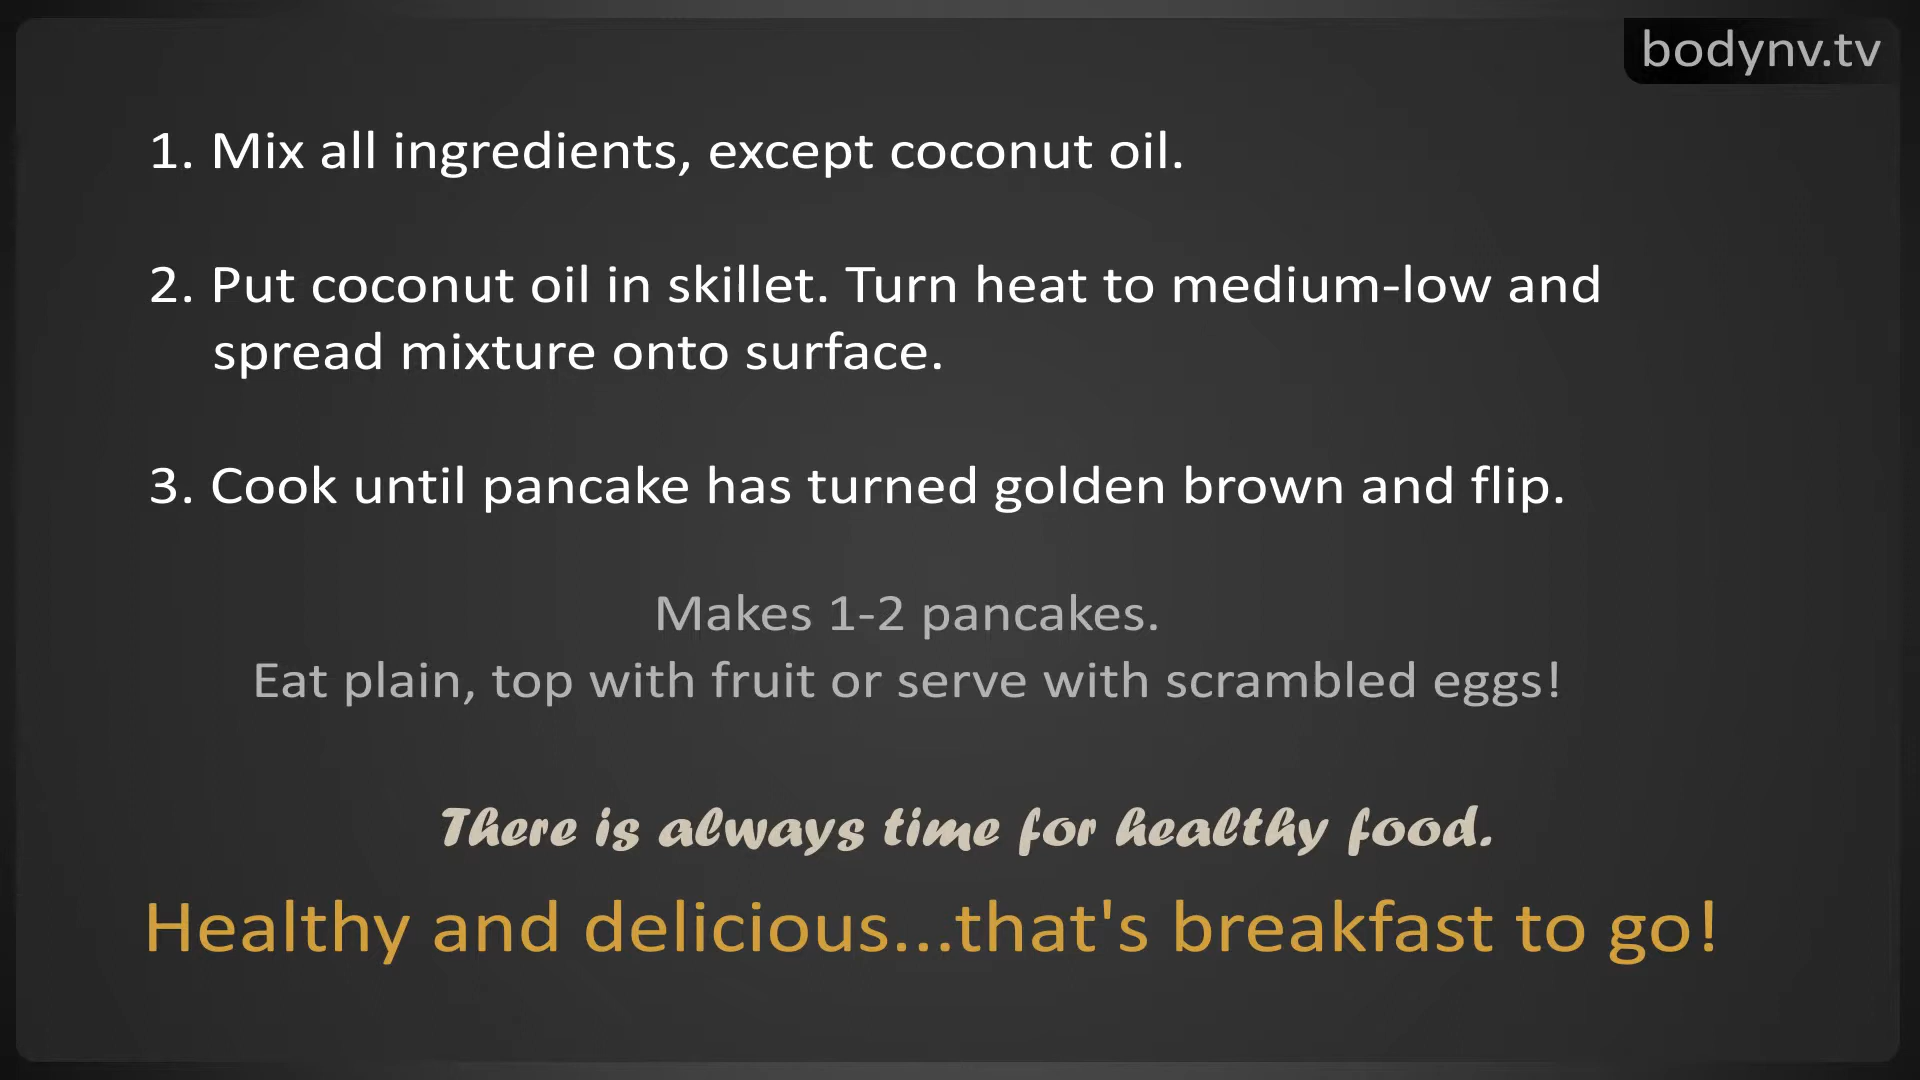 bodynv.tv
1. Mix all ingredients, except coconut oil.
2. Put coconut oil in skillet. Turn heat to medium-low and
spread mixture onto surface.
3. Cook until pancake has turned golden brown and flip.
Makes 1-2 pancakes.
Eat plain, top with fruit or serve with scrambled eggs!
There is always time for healthy food.
Healthy and delicious...that's breakfast to go!